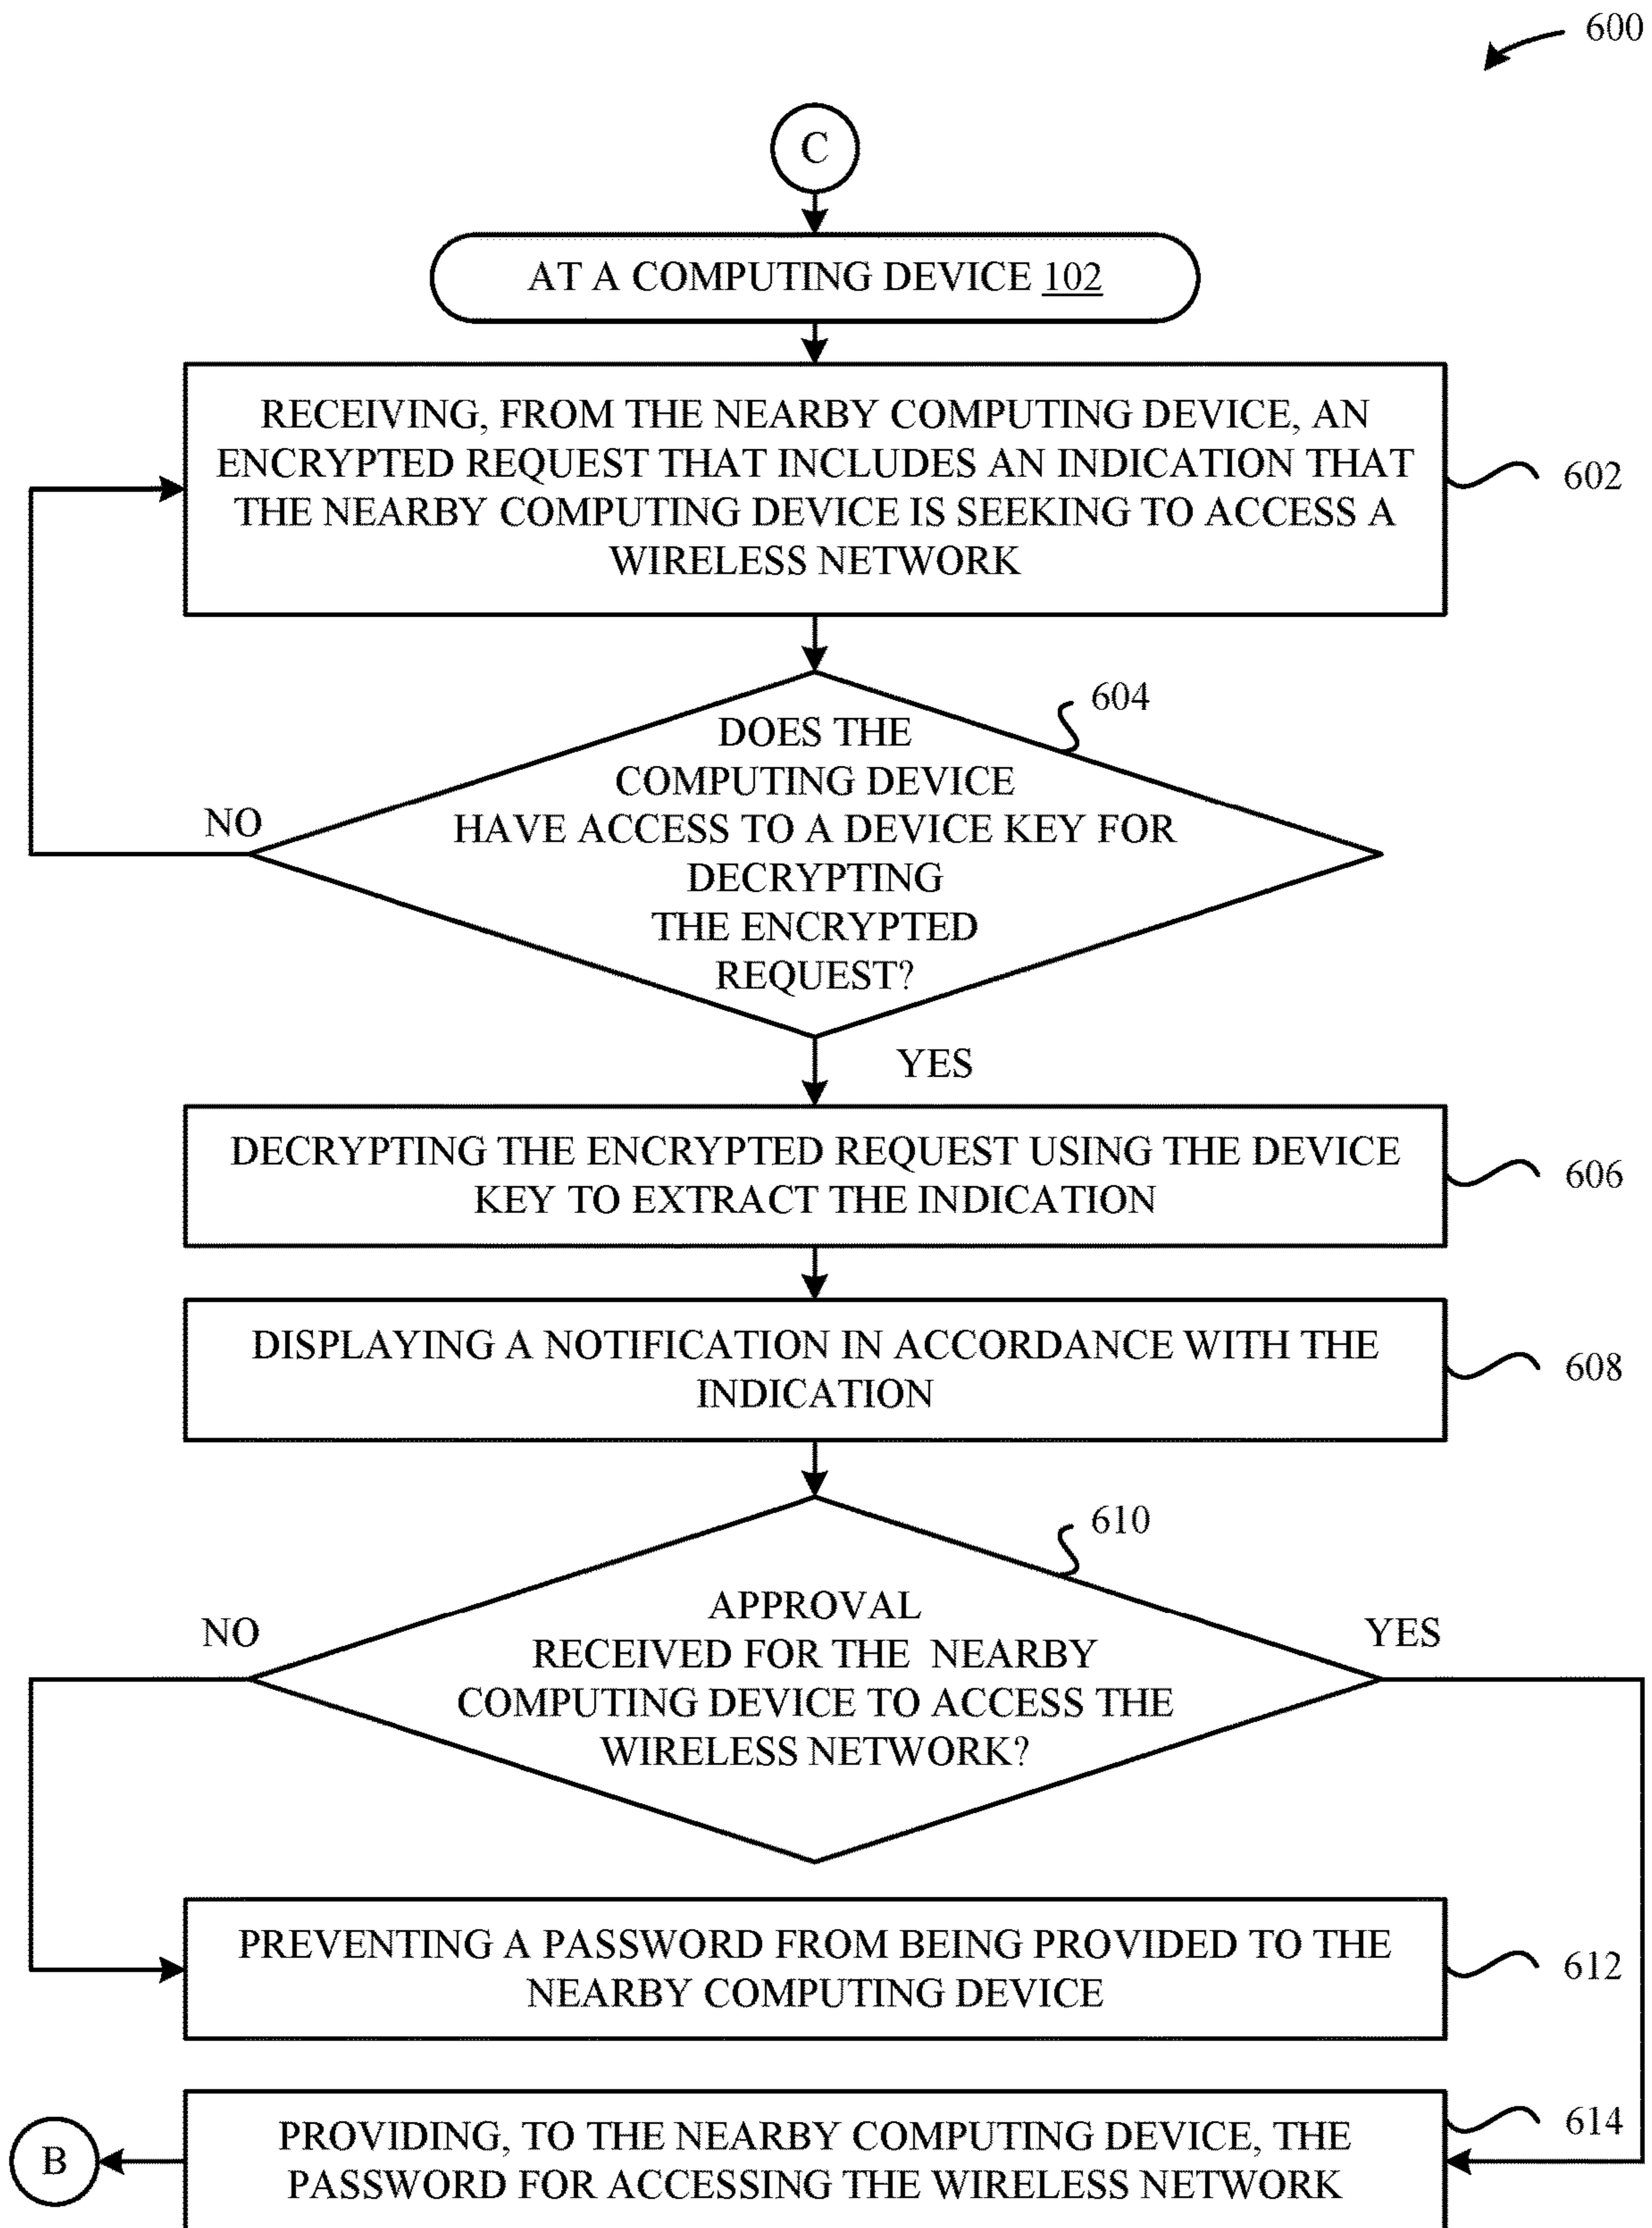 600
C
AT A COMPUTING DEVICE 102
RECEIVING, FROM THE NEARBY COMPUTING DEVICE, AN
ENCRYPTED REQUEST THAT INCLUDES AN INDICATION THAT
THE NEARBY COMPUTING DEVICE IS SEEKING TO ACCESS A
WIRELESS NETWORK
602
604
DOES THE
COMPUTING DEVICE
HAVE ACCESS TO A DEVICE KEY FOR
DECRYPTING
THE ENCRYPTED
REQUEST?
NO
YES
DECRYPTING THE ENCRYPTED REQUEST USING THE DEVICE
KEY TO EXTRACT THE INDICATION
606
DISPLAYING A NOTIFICATION IN ACCORDANCE WITH THE
INDICATION
608
610
APPROVAL
RECEIVED FOR THE NEARBY
COMPUTING DEVICE TO ACCESS THE
WIRELESS NETWORK?
NO
YES
PREVENTING A PASSWORD FROM BEING PROVIDED TO THE
NEARBY COMPUTING DEVICE
612
PROVIDING, TO THE NEARBY COMPUTING DEVICE, THE
PASSWORD FOR ACCESSING THE WIRELESS NETWORK
614
B